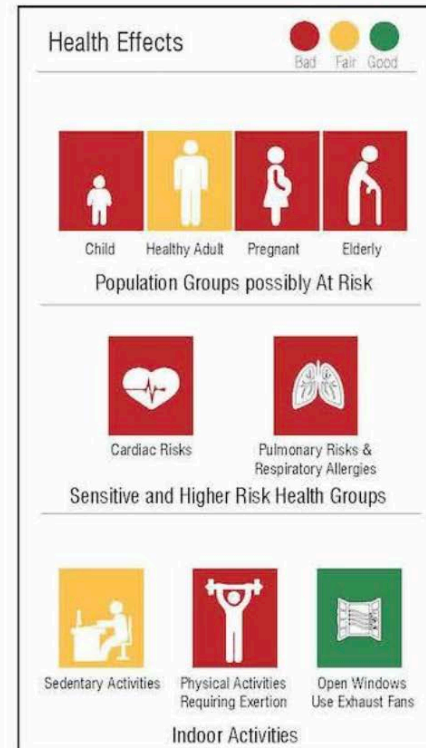 Health Effects
Bad Fair Good
Child Healthy Adult Pregnant Elderly
Population Groups possibly At Risk
Cardiac Risks Pulmonary Risks &
Respiratory Allergies
Sensitive and Higher Risk Health Groups
Sedentary Activities Physical Activities Open Windows
Requiring Exertion Use Exhaust Fans
Indoor Activities